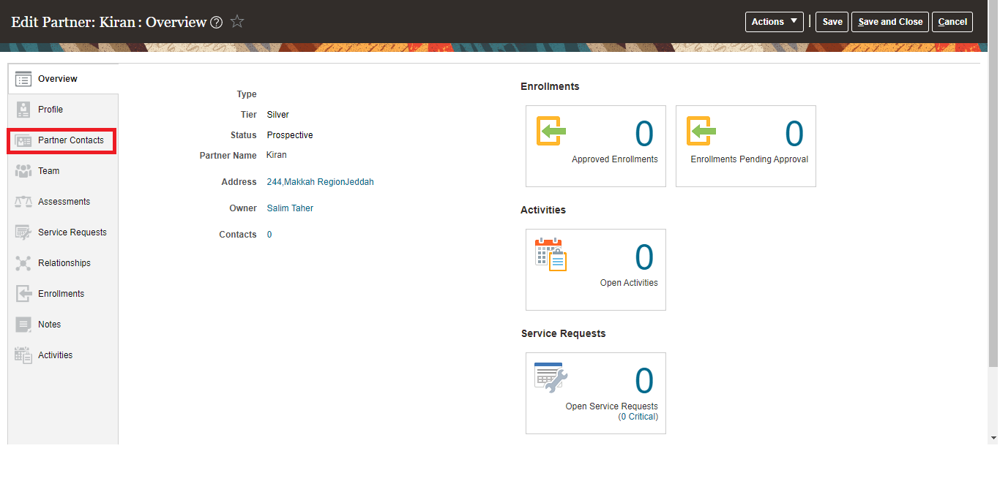 Edit Partner: Kiran : Overview
Actions
Save
Save and Close
Cancel
Overview
Profile
Partner Contacts
Team
Assessments
Service Requests
Relationships
Enrollments
Notes
Activities
Type
Tier Silver
Status Prospective
Partner Name Kiran
Address 244,Makkah RegionJeddah
Owner Salim Taher
Contacts 0
Enrollments
0
Approved Enrollments
0
Enrollments Pending Approval
Activities
0
Open Activities
Service Requests
0
Open Service Requests
(0 Critical)